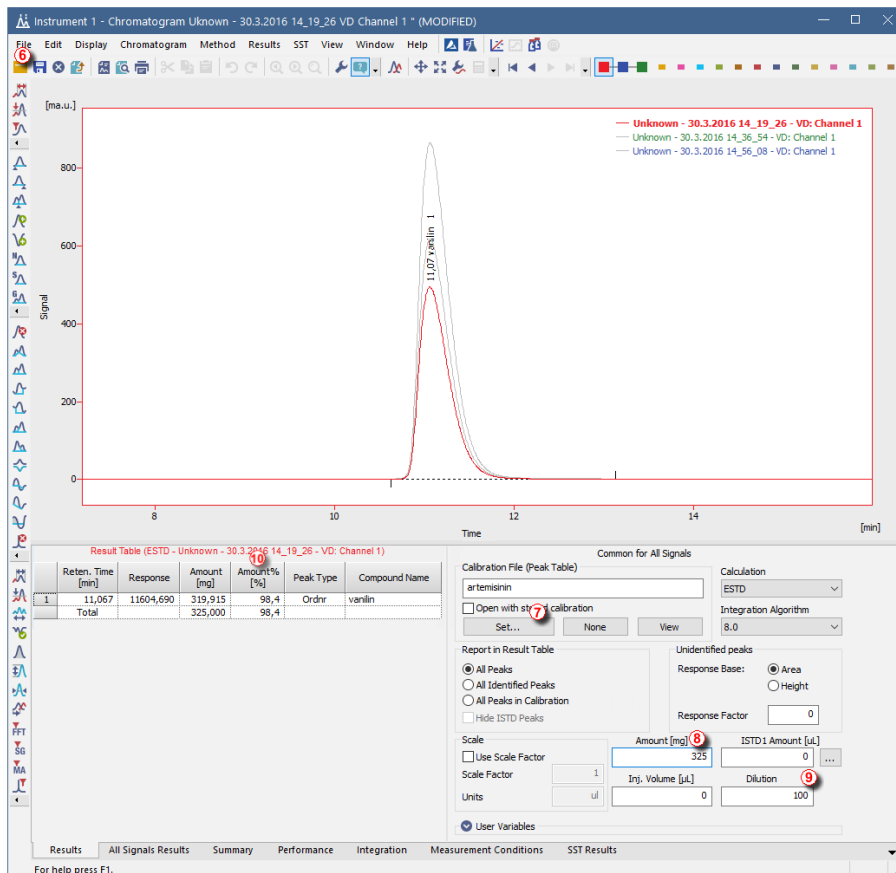 Instrument 1 - Chromatogram Uknown - 30.3.2016 14_19_26 VD Channel 1 " (MODIFIED)
File Edit Display Chromatogram Method Results SST View Window Help
6
[ma.u.]
Unknown - 30.3.2016 14_19_26 - VD: Channel 1
Unknown - 30.3.2016 14_36_54 - VD: Channel 1
Unknown - 30.3.2016 14_56_08 - VD: Channel 1
800
600
400
200
0
Signal
11,07 vanslin 1
8 10 12 14
Time
[min]
N
S
G
FFT
SG
MA
Result Table (ESTD - Unknown - 30.3.2016 14_19_26 - VD: Channel 1)
10
Reten. Time [min] Response Amount [mg] Amount% [%] Peak Type Compound Name
1 11,067 11604,690 319,915 98,4 Ordnr vanilin
Total 325,000 98,4
Common for All Signals
Calibration File (Peak Table)
artemisinin
Open with stored calibration
7
Set... None View
Calculation
ESTD
Integration Algorithm
8.0
Report in Result Table
All Peaks
All Identified Peaks
All Peaks in Calibration
Hide ISTD Peaks
Unidentified peaks
Response Base: Area
Height
Response Factor 0
Scale
Use Scale Factor
Scale Factor 1
Units ul
Amount [mg] 8
325
ISTD1 Amount [uL]
0 ...
Inj. Volume [µL]
0
Dilution 9
100
User Variables
Results All Signals Results Summary Performance Integration Measurement Conditions SST Results
For help press F1.